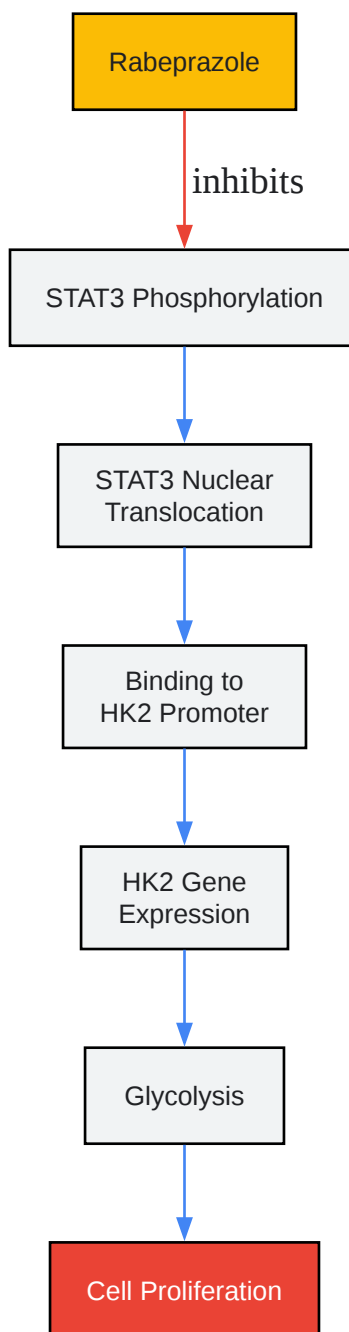 Rabeprazole
inhibits
STAT3 Phosphorylation
STAT3 Nuclear
Translocation
Binding to
HK2 Promoter
HK2 Gene
Expression
Glycolysis
Cell Proliferation